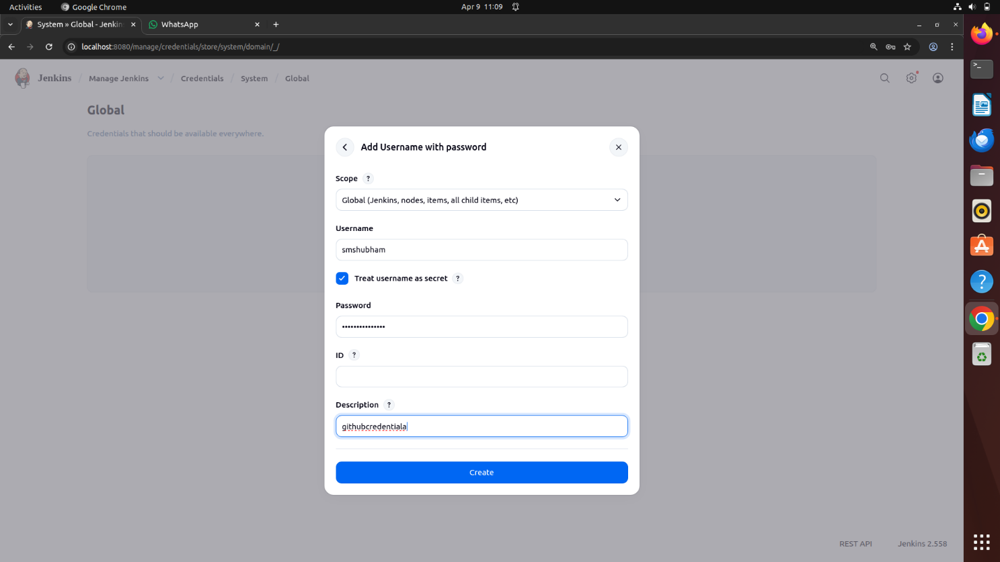 Activities
Google Chrome
Apr 9 11:09
System » Global - Jenkin
WhatsApp
localhost:8080/manage/credentials/store/system/domain/_/
Jenkins / Manage Jenkins / Credentials / System / Global
Global
Credentials that should be available everywhere.
Add Username with password
Scope ?
Global (Jenkins, nodes, items, all child items, etc)
Username
smshubham
Treat username as secret ?
Password
•••••••••••••••
ID ?
Description ?
githubcredentiala
Create
REST API
Jenkins 2.558